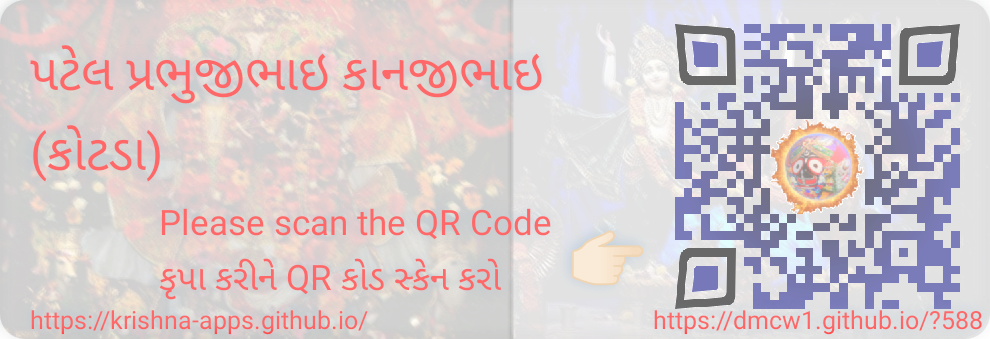 પટેલ પ્રભુજીભાઇ કાનજીભાઇ
(કોટડા)
Please scan the QR Code
કૃપા કરીને QR કોડ સ્કેન કરો
https://krishna-apps.github.io/
https://dmcw1.github.io/?588